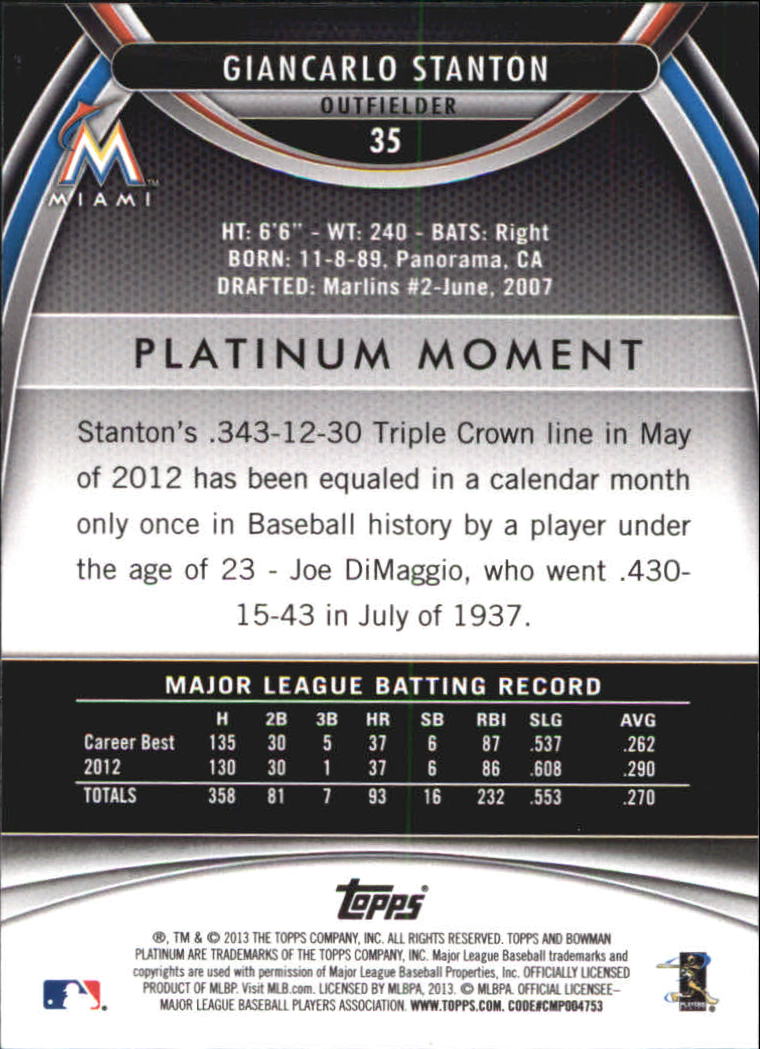 GIANCARLO STANTON
OUTFIELDER
35
M
MIAMI
HT: 6'6" - WT: 240 - BATS: Right
BORN: 11-8-89, Panorama, CA
DRAFTED: Marlins #2-June, 2007
PLATINUM MOMENT
Stanton's .343-12-30 Triple Crown line in May
of 2012 has been equaled in a calendar month
only once in Baseball history by a player under
the age of 23 - Joe DiMaggio, who went .430-
15-43 in July of 1937.
MAJOR LEAGUE BATTING RECORD
H 2B 3B HR SB RBI SLG AVG
Career Best 135 30 5 37 6 87 .537 .262
2012 130 30 1 37 6 86 .608 .290
TOTALS 358 81 7 93 16 232 .553 .270
topps
®, TM & © 2013 THE TOPPS COMPANY, INC. ALL RIGHTS RESERVED. TOPPS AND BOWMAN
PLATINUM ARE TRADEMARKS OF THE TOPPS COMPANY, INC. Major League Baseball trademarks and
copyrights are used with permission of Major League Baseball Properties, Inc. OFFICIALLY LICENSED
PRODUCT OF MLBP. Visit MLB.com. LICENSED BY MLBPA, 2013. © MLBPA. OFFICIAL LICENSEE–
MAJOR LEAGUE BASEBALL PLAYERS ASSOCIATION. WWW.TOPPS.COM. CODE#CMP004753
PLAYERS